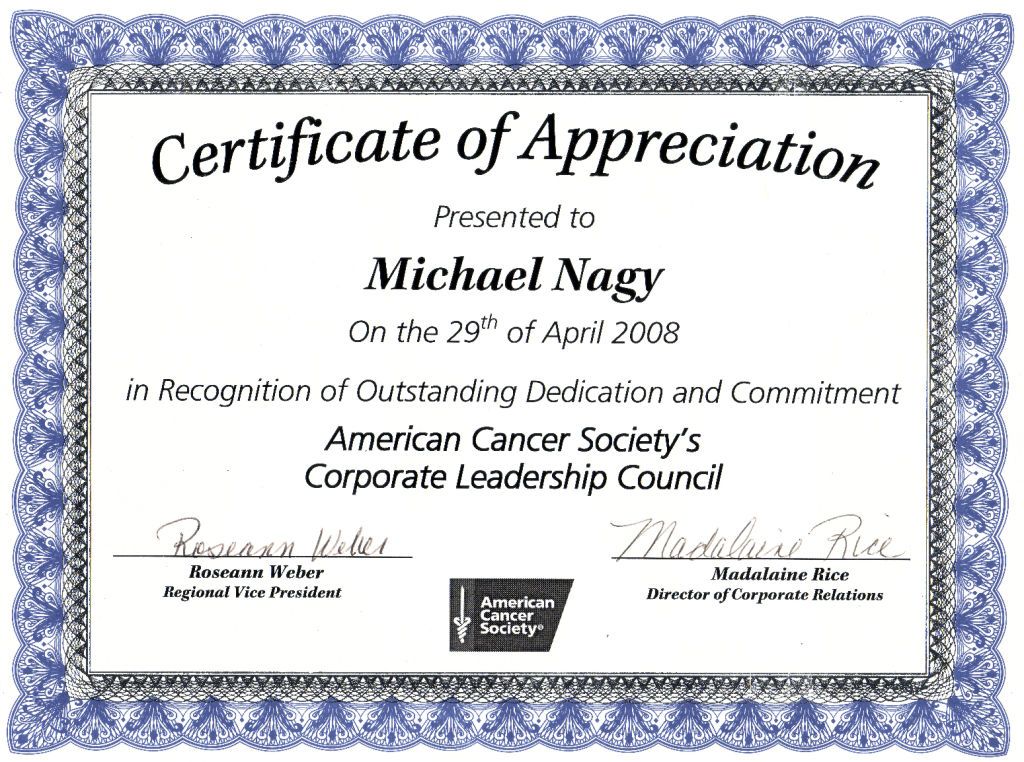 Certificate of Appreciation
Presented to
Michael Nagy
On the 29th of April 2008
in Recognition of Outstanding Dedication and Commitment
American Cancer Society's
Corporate Leadership Council
Roseann Weber
Roseann Weber
Regional Vice President
Madalaine Rice
Madalaine Rice
Director of Corporate Relations
American
Cancer
Society®